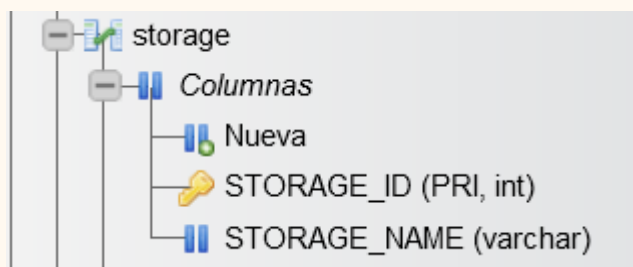 storage
Columnas
Nueva
STORAGE_ID (PRI, int)
STORAGE_NAME (varchar)